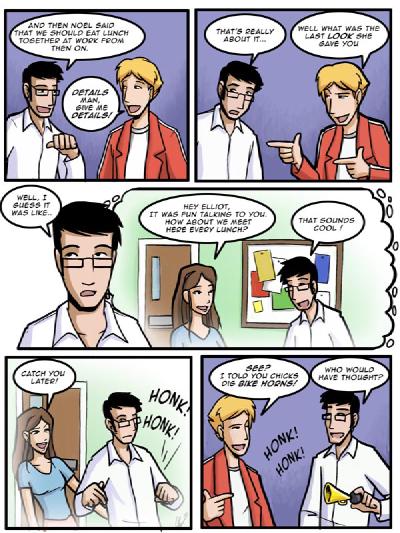 AND THEN NOEL SAID
THAT WE SHOULD EAT LUNCH
TOGETHER AT WORK FROM
THEN ON.
DETAILS
MAN,
GIVE ME
DETAILS!
THAT'S REALLY
ABOUT IT...
WELL WHAT WAS THE
LAST LOOK SHE
GAVE YOU
WELL, I
GUESS IT
WAS LIKE..
HEY ELLIOT,
IT WAS FUN TALKING TO YOU.
HOW ABOUT WE MEET
HERE EVERY LUNCH?
THAT SOUNDS
COOL !
CATCH YOU
LATER!
HONK!
HONK!
SEE?
I TOLD YOU CHICKS
DIG BIKE HORNS!
WHO WOULD
HAVE THOUGHT?
HONK!
HONK!